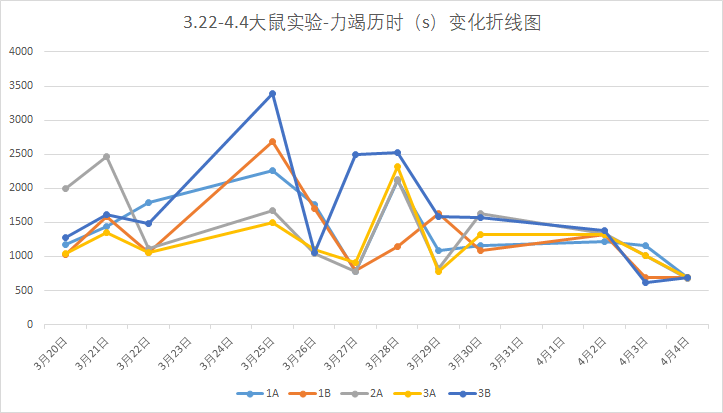 3.22-4.4大鼠实验-力竭历时（s）变化折线图
4000
3500
3000
2500
2000
1500
1000
500
0
3月20日
3月21日
3月22日
3月23日
3月24日
3月25日
3月26日
3月27日
3月28日
3月29日
3月30日
3月31日
4月1日
4月2日
4月3日
4月4日
1A 1B 2A 3A 3B